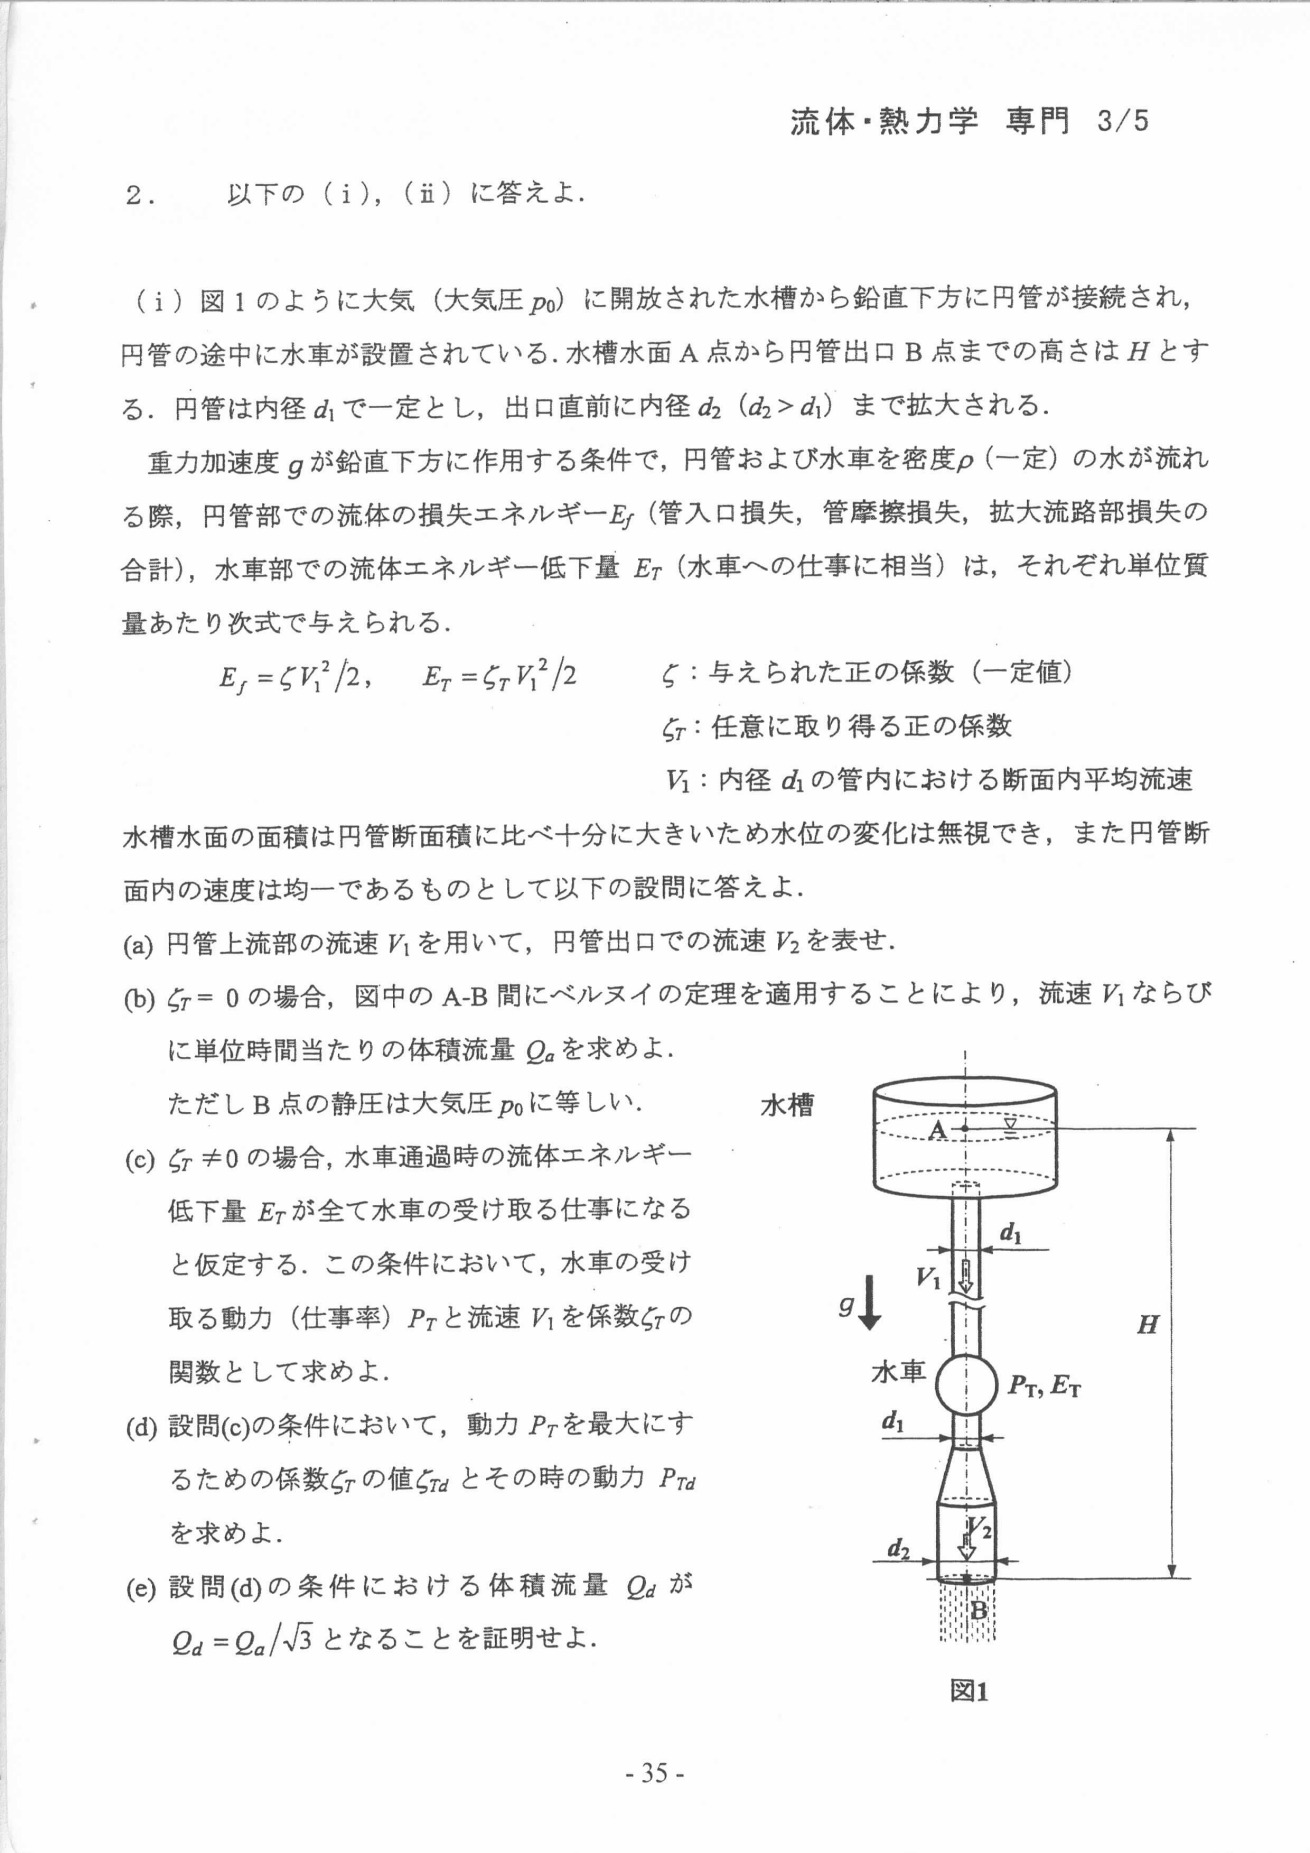 流体・熱力学 専門 3/5
2. 以下の(ⅰ),(ⅱ)に答えよ.
(ⅰ)図1のように大気(大気圧 p₀)に開放された水槽から鉛直下方に円管が接続され,
円管の途中に水車が設置されている.水槽水面 A 点から円管出口 B 点までの高さは H とす
る.円管は内径 d₁ で一定とし,出口直前に内径 d₂(d₂ > d₁)まで拡大される.
重力加速度 g が鉛直下方に作用する条件で,円管および水車を密度ρ(一定)の水が流れ
る際,円管部での流体の損失エネルギーE_f(管入口損失,管摩擦損失,拡大流路部損失の
合計),水車部での流体エネルギー低下量 E_T(水車への仕事に相当)は,それぞれ単位質
量あたり次式で与えられる.
E_f = ζV₁²/2, E_T = ζ_T V₁²/2 ζ:与えられた正の係数(一定値)
ζ_T:任意に取り得る正の係数
V₁:内径 d₁ の管内における断面内平均流速
水槽水面の面積は円管断面積に比べ十分に大きいため水位の変化は無視でき,また円管断
面内の速度は均一であるものとして以下の設問に答えよ.
(a) 円管上流部の流速 V₁ を用いて,円管出口での流速 V₂ を表せ.
(b) ζ_T = 0 の場合,図中の A-B 間にベルヌイの定理を適用することにより,流速 V₁ ならび
に単位時間当たりの体積流量 Q_a を求めよ.
ただし B 点の静圧は大気圧 p₀ に等しい.
(c) ζ_T ≠0 の場合,水車通過時の流体エネルギー
低下量 E_T が全て水車の受け取る仕事になる
と仮定する.この条件において,水車の受け
取る動力(仕事率)P_T と流速 V₁ を係数ζ_T の
関数として求めよ.
(d) 設問(c)の条件において,動力 P_T を最大にす
るための係数ζ_T の値ζ_Td とその時の動力 P_Td
を求めよ.
(e) 設問(d)の条件における体積流量 Q_d が
Q_d = Q_a/√3 となることを証明せよ.
水槽
A
d₁
V₁
g
H
水車
P_T, E_T
d₁
V₂
d₂
B
図1
- 35 -